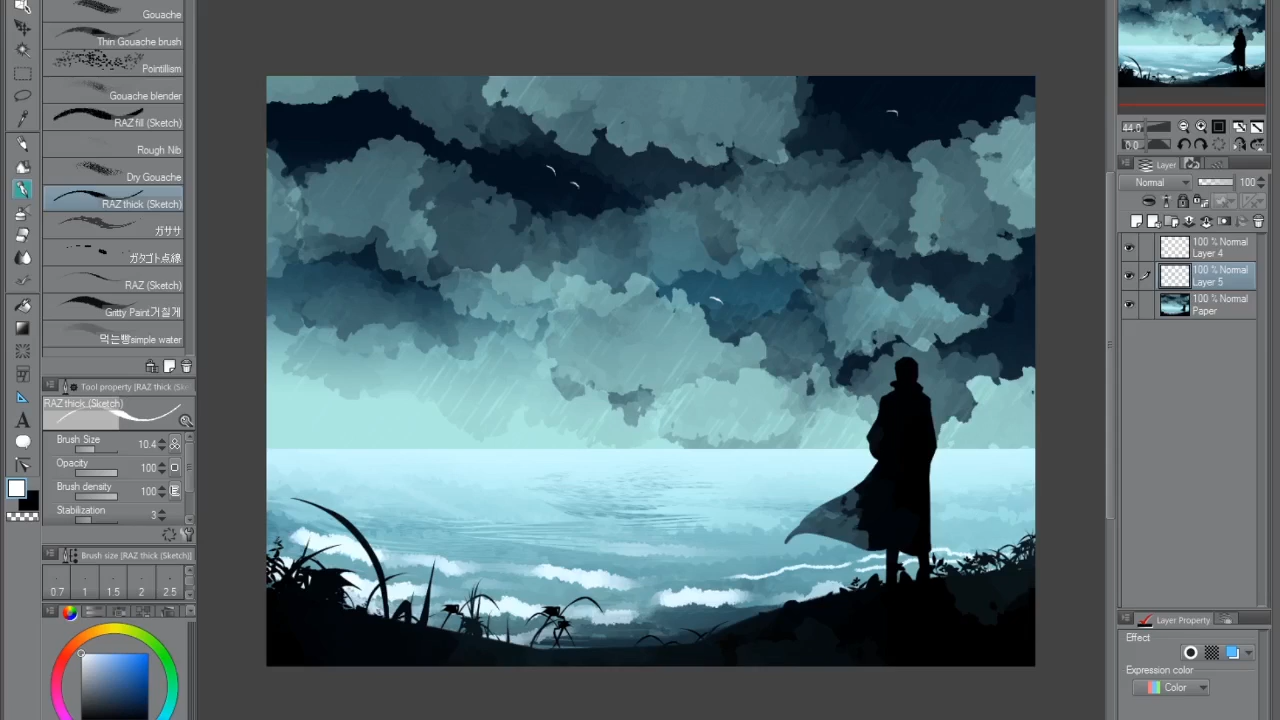 Gouache
Thin Gouache brush
Pointillism
Gouache blender
RAZ fill (Sketch)
Rough Nib
Dry Gouache
RAZ thick (Sketch)
ガササ
ガタゴト点線
RAZ (Sketch)
Gritty Paint거칠게
먹는빵simple water
Tool property [RAZ thick (Ske
RAZ thick (Sketch)
Brush Size
10.4
Opacity
100
Brush density
100
Stabilization
3
Brush size [RAZ thick (Sketch)]
0.7 1 1.5 2 2.5
44.0
0.0
Layer
Normal
100
100 % Normal
Layer 4
100 % Normal
Layer 5
100 % Normal
Paper
Layer Property
Effect
Expression color
Color